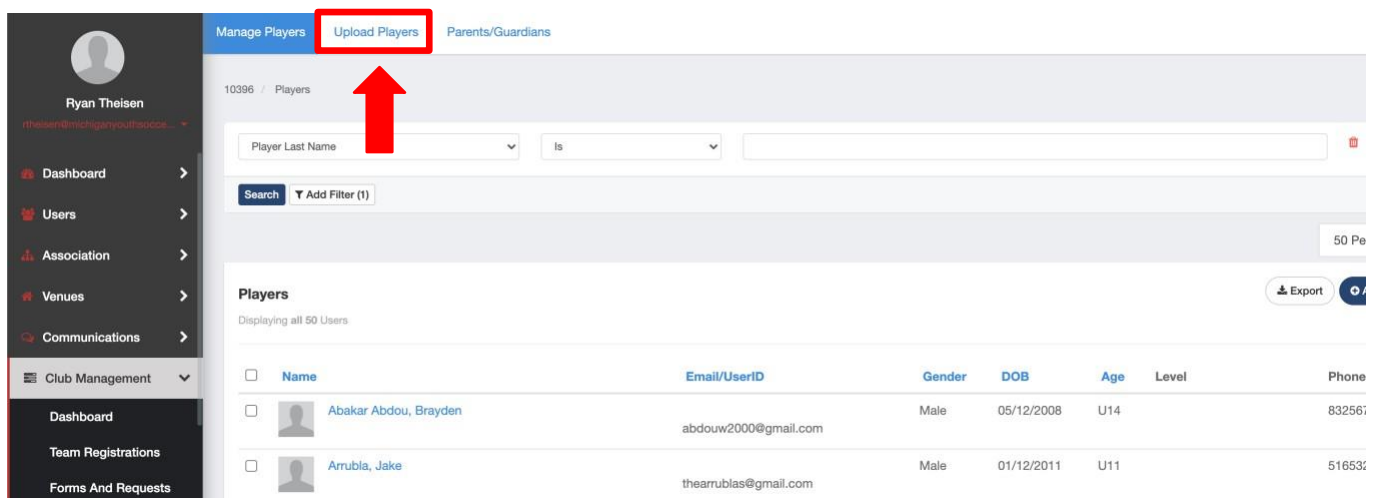 Manage Players Upload Players Parents/Guardians
Ryan Theisen
rtheisen@michiganyouthsocce...
10396 / Players
Player Last Name Is
Search Add Filter (1)
Dashboard
Users
Association
Venues
Communications
Club Management
Dashboard
Team Registrations
Forms And Requests
50 Pe
Players
Export A
Displaying all 50 Users
Name Email/UserID Gender DOB Age Level Phone
Abakar Abdou, Brayden Male 05/12/2008 U14 832567
abdouw2000@gmail.com
Arrubla, Jake Male 01/12/2011 U11 516532
thearrublas@gmail.com